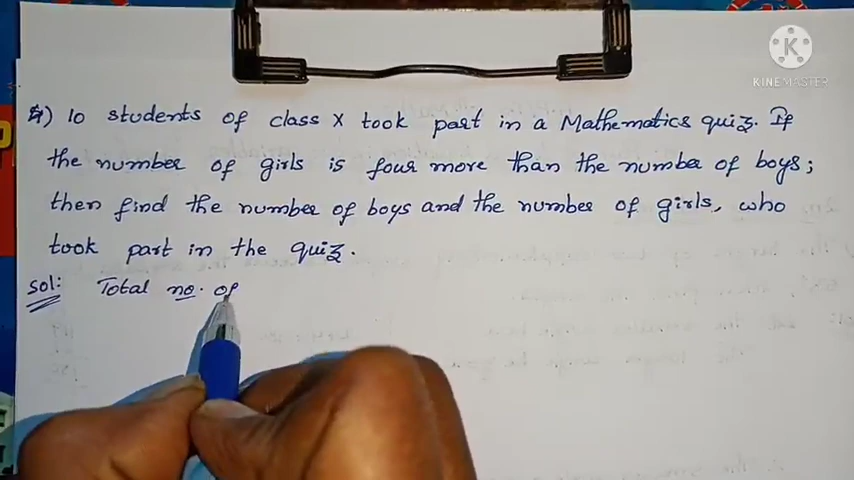 K
KINEMASTER
Q) 10 students of class X took part in a Mathematics quiz. If
the number of girls is four more than the number of boys;
then find the number of boys and the number of girls, who
took part in the quiz.
Sol: Total no. of